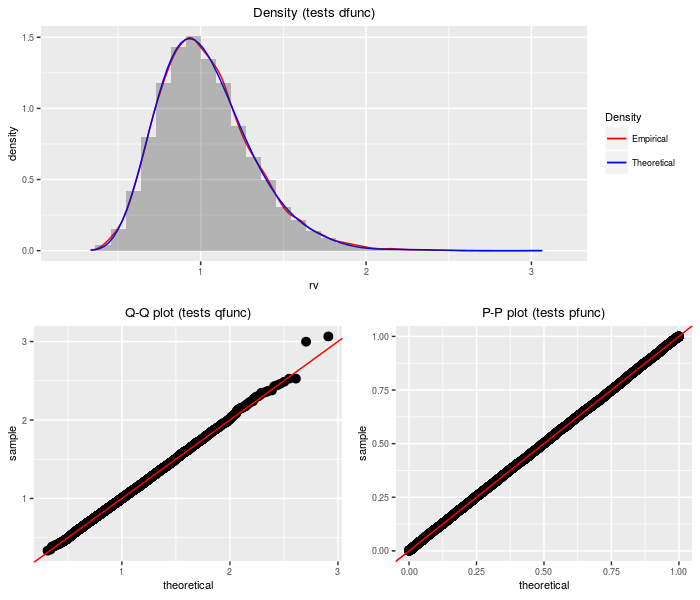 Density (tests dfunc)
1.5
1.0
0.5
0.0
density
1
2
3
rv
Density
Empirical
Theoretical
Q-Q plot (tests qfunc)
3
2
1
sample
1
2
3
theoretical
P-P plot (tests pfunc)
1.00
0.75
0.50
0.25
0.00
sample
0.00
0.25
0.50
0.75
1.00
theoretical